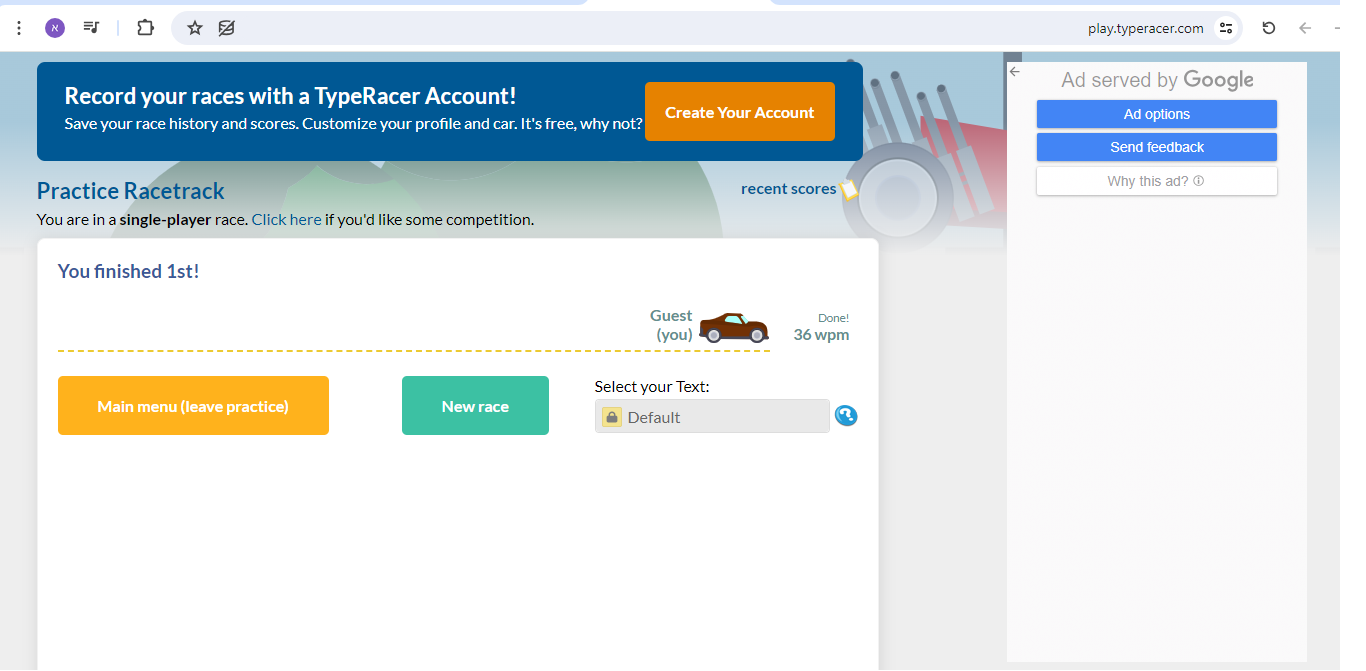 א
play.typeracer.com
Record your races with a TypeRacer Account!
Save your race history and scores. Customize your profile and car. It's free, why not?
Create Your Account
Practice Racetrack
recent scores
You are in a single-player race. Click here if you'd like some competition.
You finished 1st!
Guest
(you)
Done!
36 wpm
Main menu (leave practice)
New race
Select your Text:
Default
Ad served by Google
Ad options
Send feedback
Why this ad?